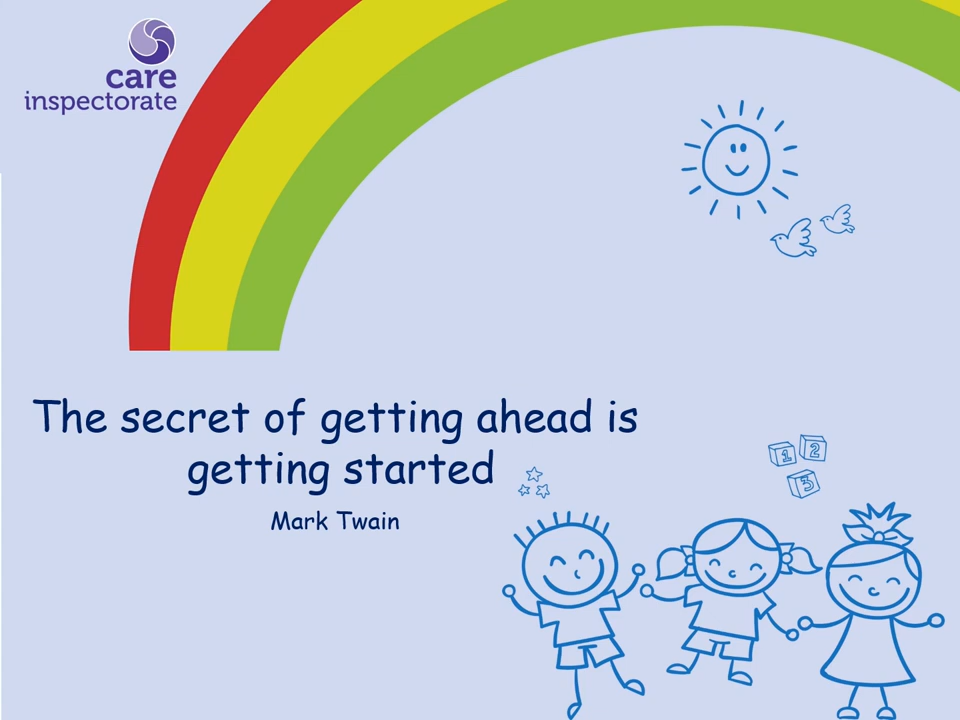 care
inspectorate
The secret of getting ahead is
getting started
Mark Twain
1 2
3